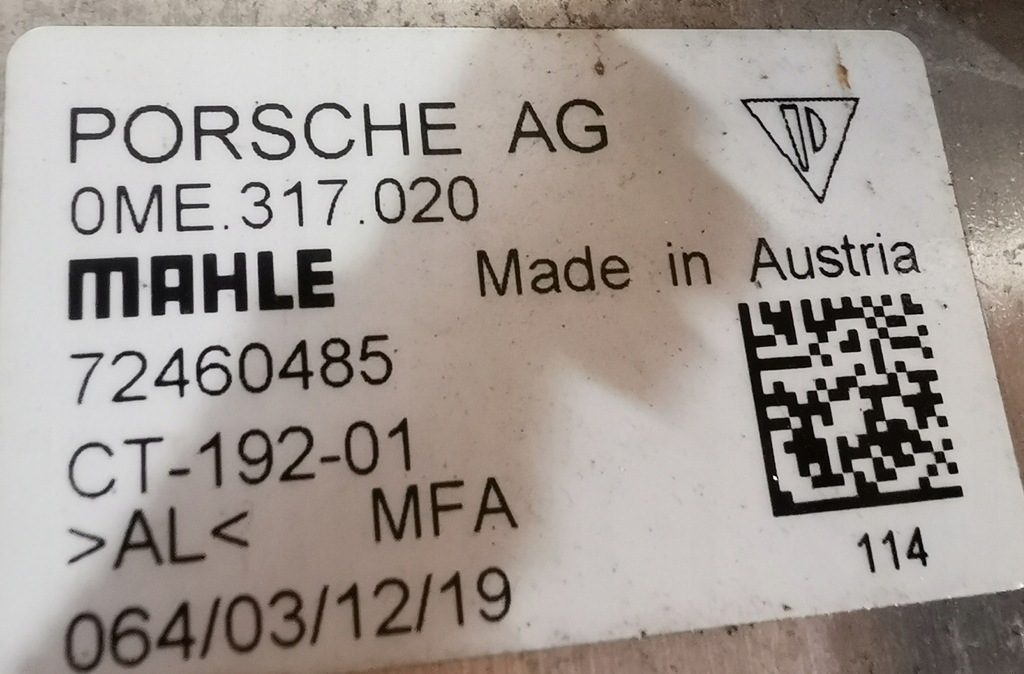 PORSCHE AG
0ME.317.020
MAHLE Made in Austria
72460485
CT-192-01
>AL< MFA
114
064/03/12/19